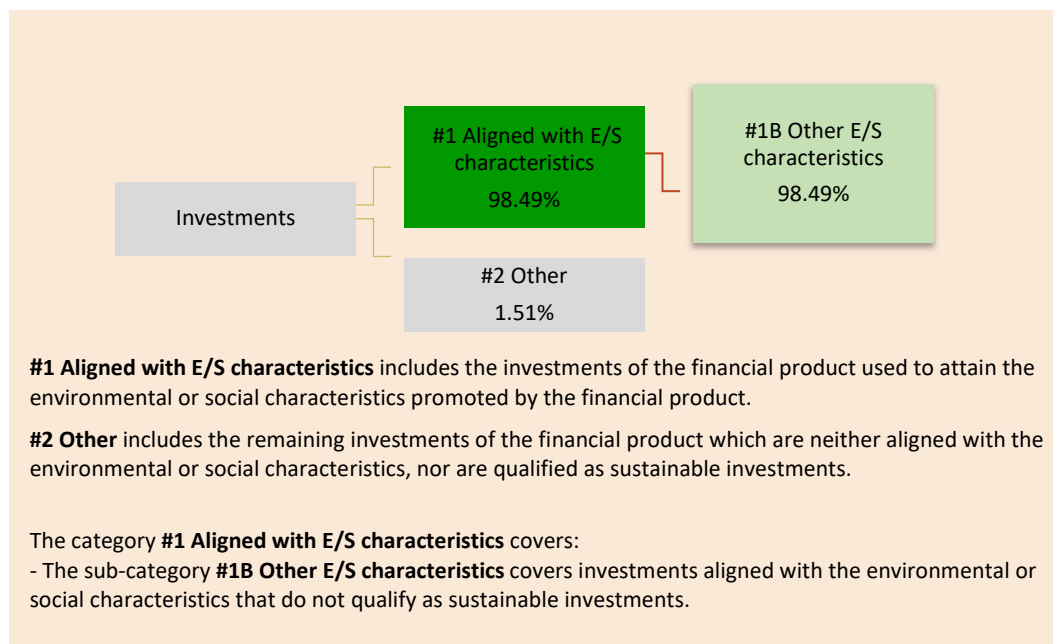 Investments
#1 Aligned with E/S
characteristics
98.49%
#1B Other E/S
characteristics
98.49%
#2 Other
1.51%
#1 Aligned with E/S characteristics includes the investments of the financial product used to attain the
environmental or social characteristics promoted by the financial product.
#2 Other includes the remaining investments of the financial product which are neither aligned with the
environmental or social characteristics, nor are qualified as sustainable investments.
The category #1 Aligned with E/S characteristics covers:
- The sub-category #1B Other E/S characteristics covers investments aligned with the environmental or
social characteristics that do not qualify as sustainable investments.